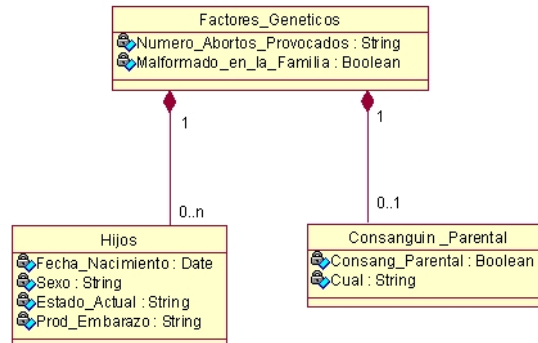 Factores_Geneticos
Numero_Abortos_Provocados : String
Malformado_en_la_Familia : Boolean
1
1
0..n
0..1
Hijos
Fecha_Nacimiento : Date
Sexo : String
Estado_Actual : String
Prod_Embarazo : String
Consanguin _Parental
Consang_Parental : Boolean
Cual : String